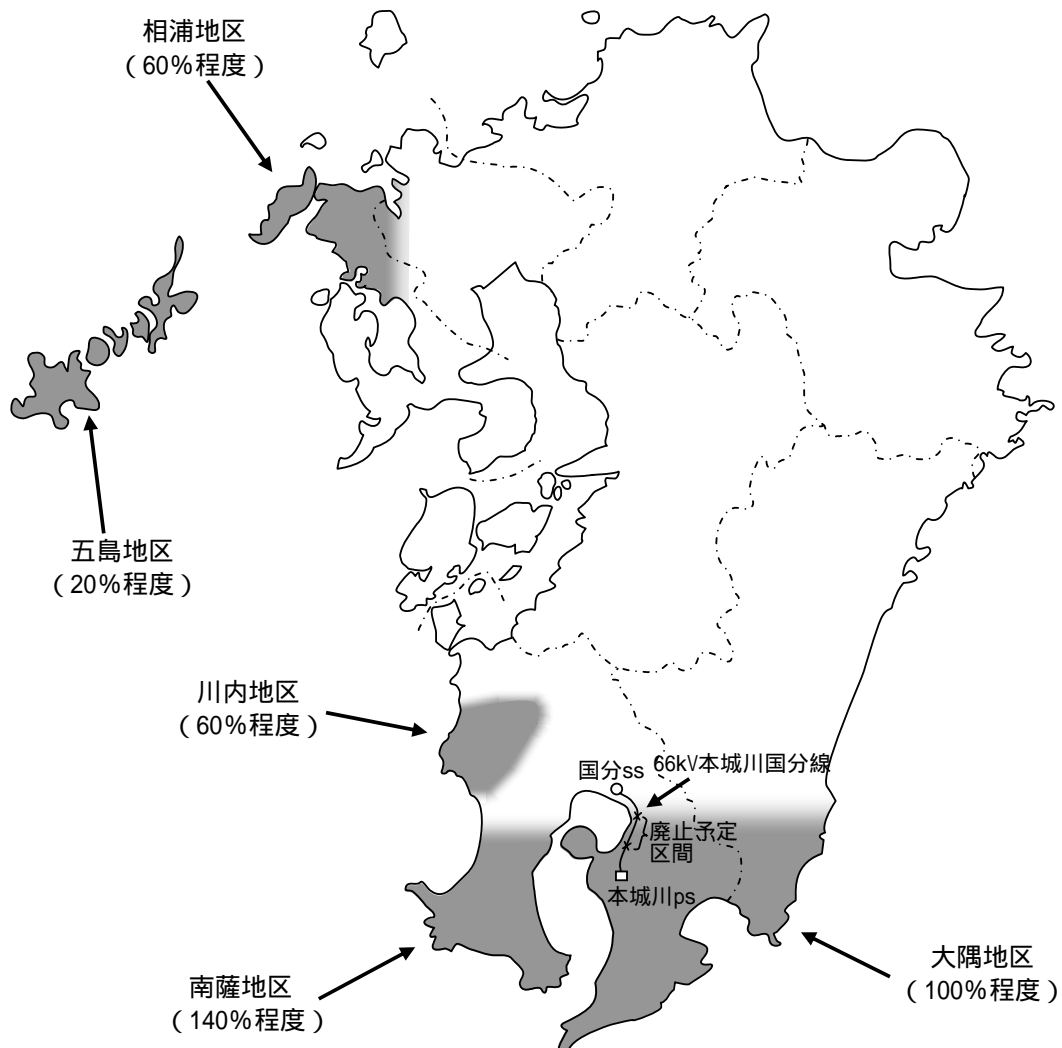 相浦地区
（60％程度）
五島地区
（20％程度）
川内地区
（60％程度）
国分ss
66kV本城川国分線
廃止予定
区間
本城川ps
大隅地区
（100％程度）
南薩地区
（140％程度）